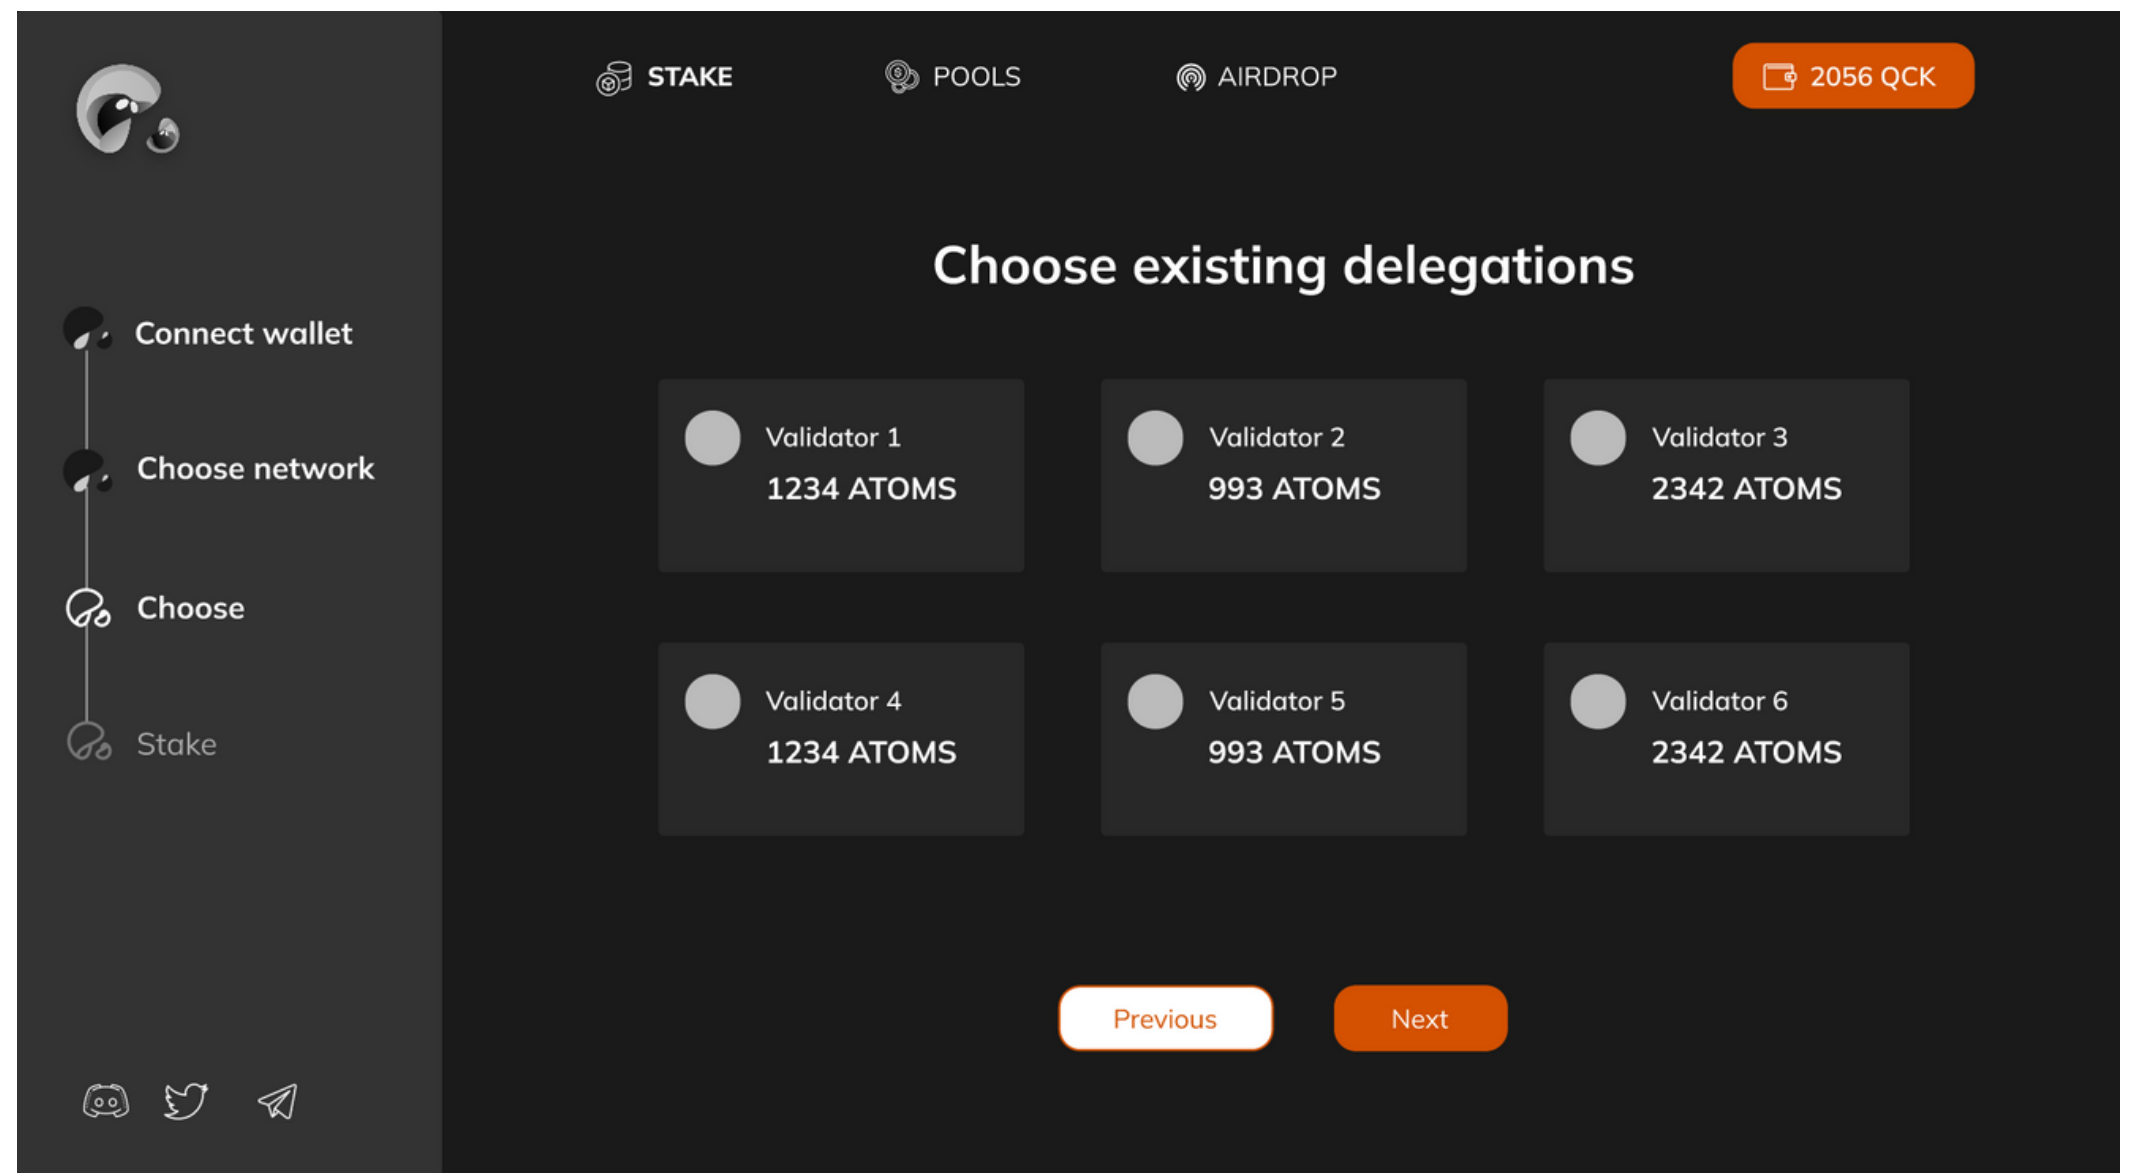 STAKE
POOLS
AIRDROP
2056 QCK
Connect wallet
Choose network
Choose
Stake
Choose existing delegations
Validator 1
1234 ATOMS
Validator 2
993 ATOMS
Validator 3
2342 ATOMS
Validator 4
1234 ATOMS
Validator 5
993 ATOMS
Validator 6
2342 ATOMS
Previous
Next